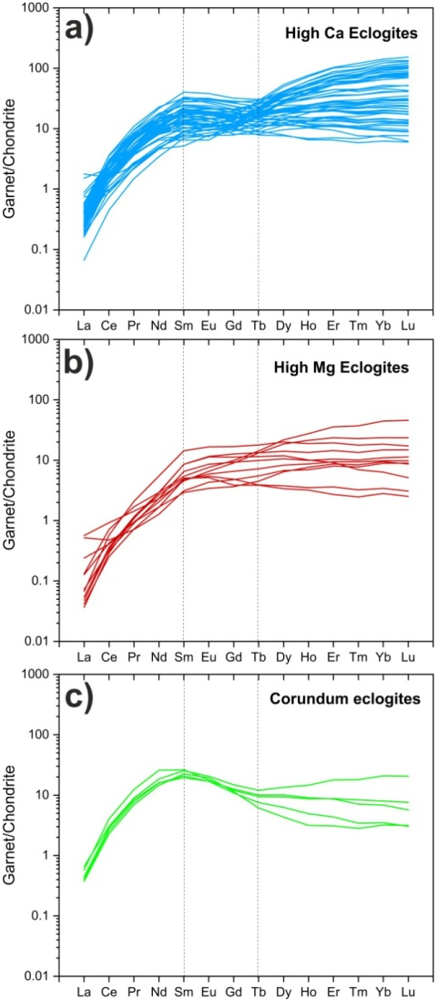 a)
High Ca Eclogites
1000
100
10
1
0.1
0.01
Garnet/Chondrite
La Ce Pr Nd Sm Eu Gd Tb Dy Ho Er Tm Yb Lu
b)
High Mg Eclogites
1000
100
10
1
0.1
0.01
Garnet/Chondrite
La Ce Pr Nd Sm Eu Gd Tb Dy Ho Er Tm Yb Lu
c)
Corundum eclogites
1000
100
10
1
0.1
0.01
Garnet/Chondrite
La Ce Pr Nd Sm Eu Gd Tb Dy Ho Er Tm Yb Lu